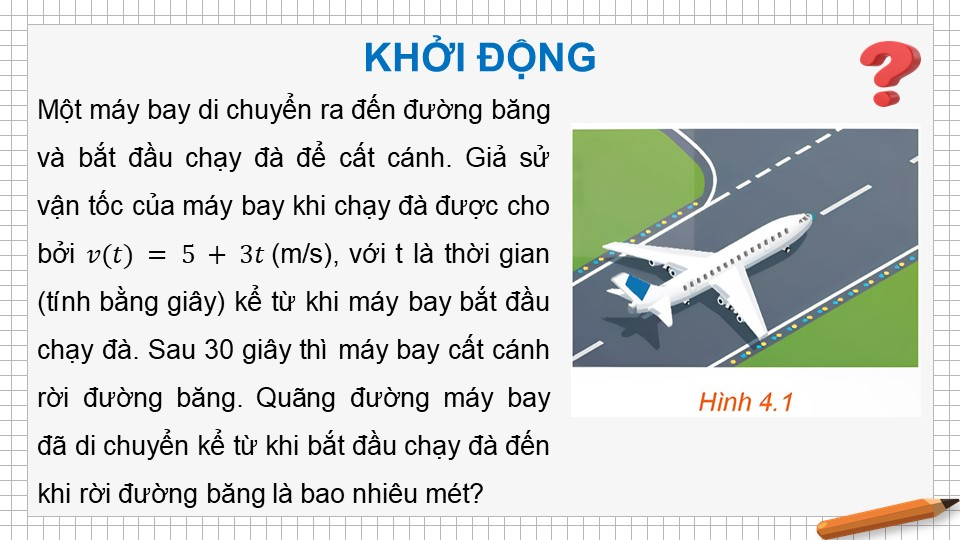 KHỞI ĐỘNG
Một máy bay di chuyển ra đến đường băng
và bắt đầu chạy đà để cất cánh. Giả sử
vận tốc của máy bay khi chạy đà được cho
bởi 𝑣(𝑡) = 5 + 3𝑡 (m/s), với t là thời gian
(tính bằng giây) kể từ khi máy bay bắt đầu
chạy đà. Sau 30 giây thì máy bay cất cánh
rời đường băng. Quãng đường máy bay
đã di chuyển kể từ khi bắt đầu chạy đà đến
khi rời đường băng là bao nhiêu mét?
Hình 4.1